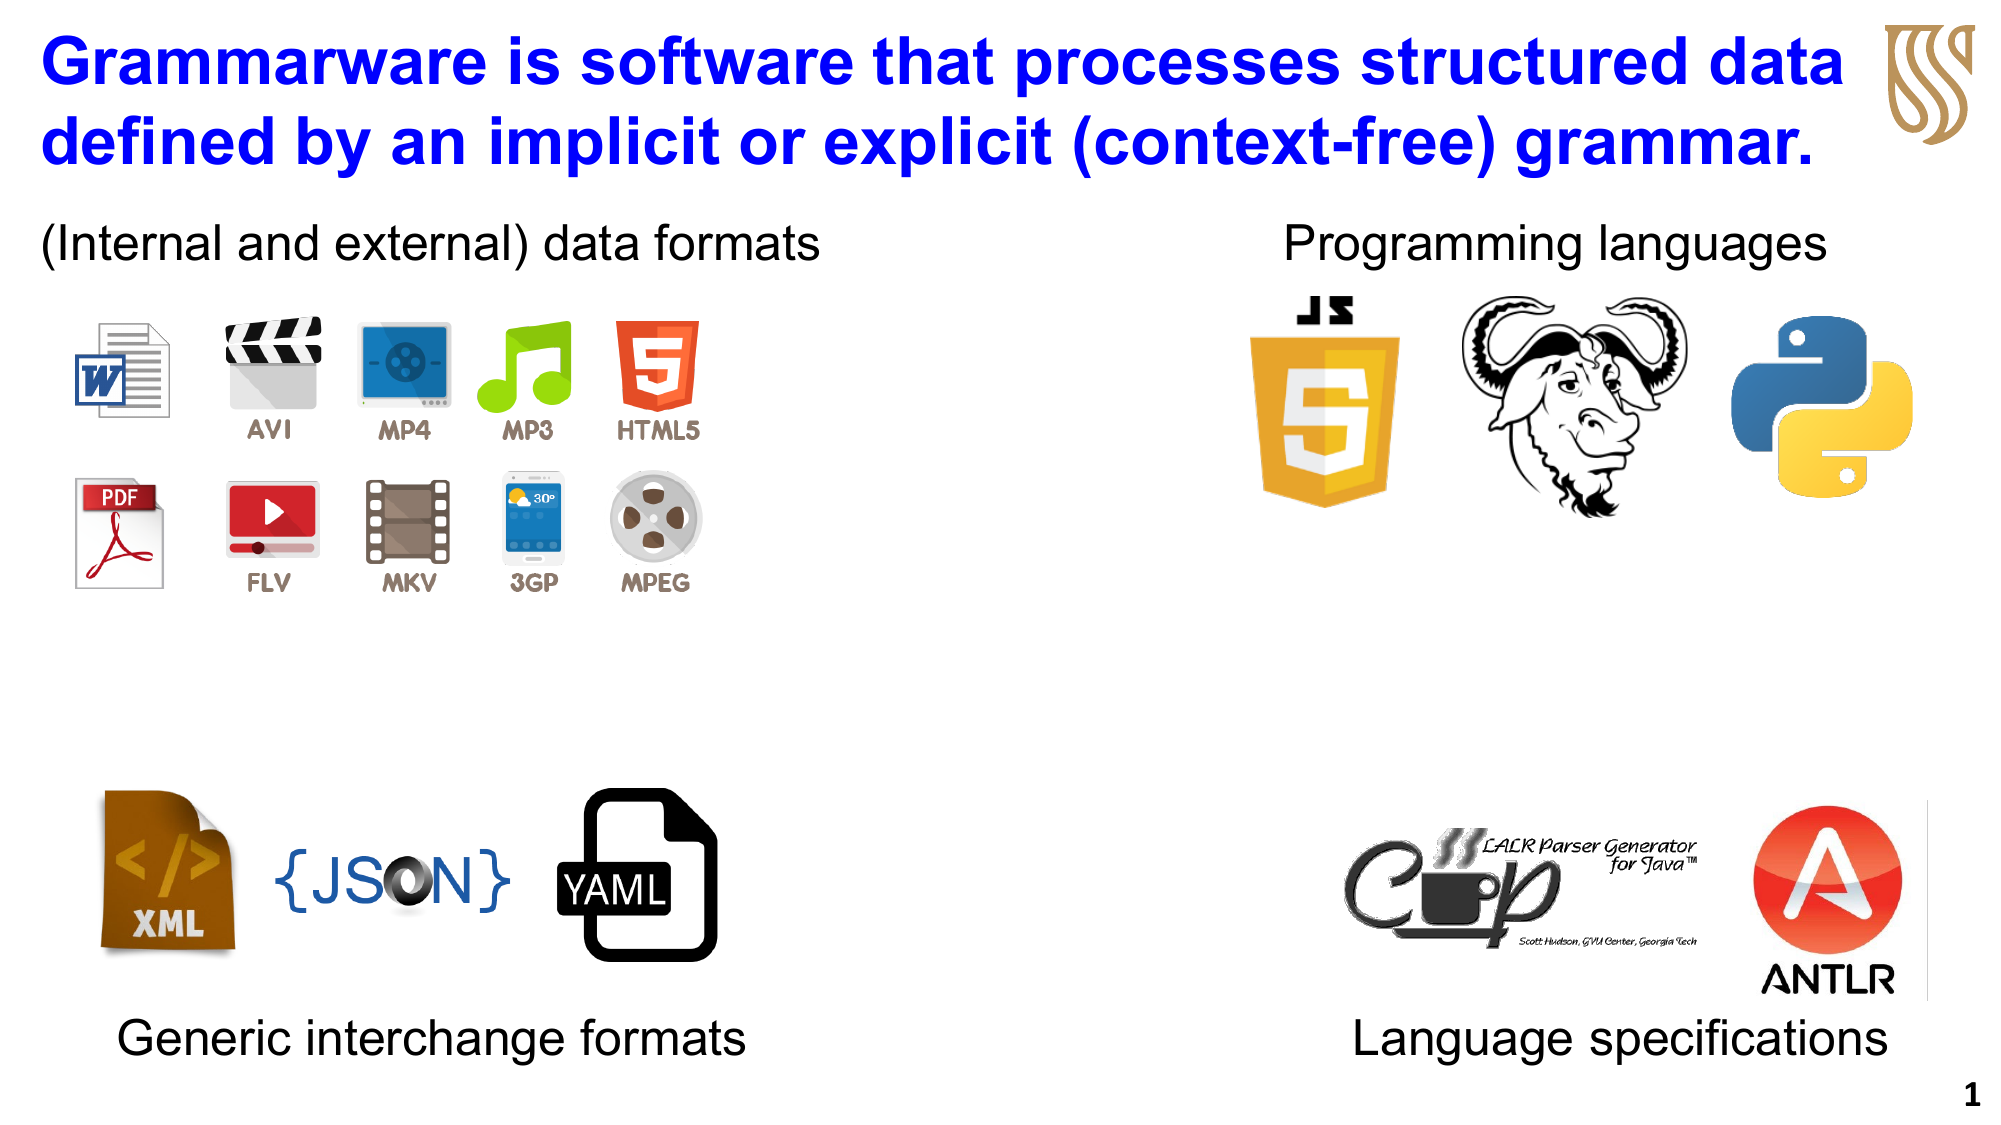 Grammarware is software that processes structured data
defined by an implicit or explicit (context-free) grammar.
(Internal and external) data formats
Programming languages
W
AVI
MP4
MP3
5
HTML5
JS
5
PDF
FLV
MKV
30°
3GP
MPEG
</>
XML
{JSON}
YAML
CUP
LALR Parser Generator
for Java™
Scott Hudson, GVU Center, Georgia Tech
A
ANTLR
Generic interchange formats
Language specifications
1